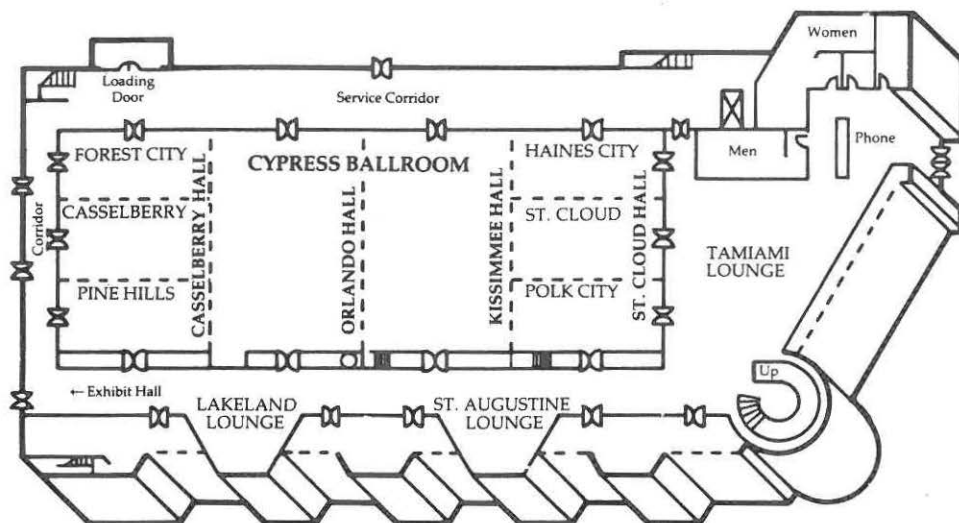 Women
Loading
Door
Service Corridor
Men
Phone
FOREST CITY
CYPRESS BALLROOM
HAINES CITY
CASSELBERRY
ST. CLOUD
PINE HILLS
POLK CITY
CASSELBERRY HALL
ORLANDO HALL
KISSIMMEE HALL
ST. CLOUD HALL
Corridor
TAMIAMI
LOUNGE
Up
← Exhibit Hall
LAKELAND
LOUNGE
ST. AUGUSTINE
LOUNGE